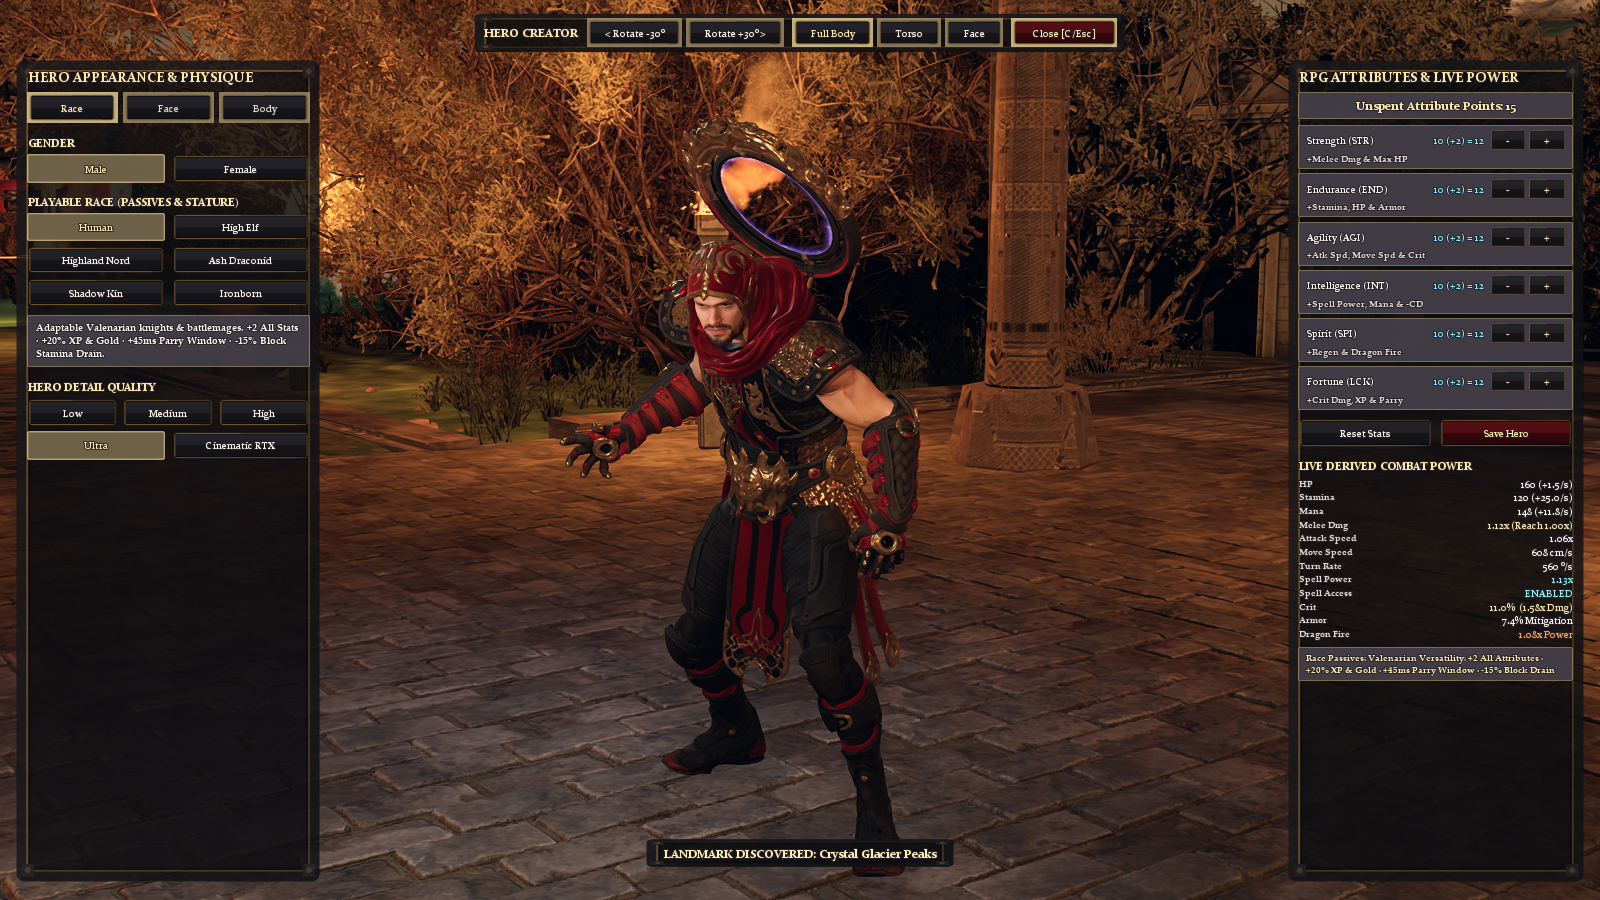 HERO CREATOR
< Rotate -30°
Rotate +30°>
Full Body
Torso
Face
Close [C/Esc]
HERO APPEARANCE & PHYSIQUE
Race
Face
Body
GENDER
Male
Female
PLAYABLE RACE (PASSIVES & STATURE)
Human
High Elf
Highland Nord
Ash Draconid
Shadow Kin
Ironborn
Adaptable Valenarian knights & battlemages. +2 All Stats
· +20% XP & Gold · +45ms Parry Window · -15% Block
Stamina Drain.
HERO DETAIL QUALITY
Low
Medium
High
Ultra
Cinematic RTX
RPG ATTRIBUTES & LIVE POWER
Unspent Attribute Points: 15
Strength (STR) 10 (+2) = 12 - +
+Melee Dmg & Max HP
Endurance (END) 10 (+2) = 12 - +
+Stamina, HP & Armor
Agility (AGI) 10 (+2) = 12 - +
+Atk Spd, Move Spd & Crit
Intelligence (INT) 10 (+2) = 12 - +
+Spell Power, Mana & -CD
Spirit (SPI) 10 (+2) = 12 - +
+Regen & Dragon Fire
Fortune (LCK) 10 (+2) = 12 - +
+Crit Dmg, XP & Parry
Reset Stats
Save Hero
LIVE DERIVED COMBAT POWER
HP 160 (+1.5/s)
Stamina 120 (+25.0/s)
Mana 148 (+11.8/s)
Melee Dmg 1.12x (Reach 1.00x)
Attack Speed 1.06x
Move Speed 608 cm/s
Turn Rate 560 °/s
Spell Power 1.13x
Spell Access ENABLED
Crit 11.0% (1.58x Dmg)
Armor 7.4% Mitigation
Dragon Fire 1.08x Power
Race Passives: Valenarian Versatility: +2 All Attributes ·
+20% XP & Gold · +45ms Parry Window · -15% Block Drain
LANDMARK DISCOVERED: Crystal Glacier Peaks